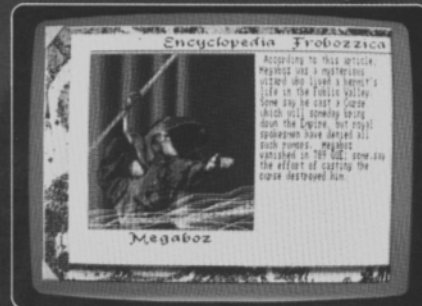 Encyclopedia Frobozzica
According to this article,
Megaboz was a mysterious
wizard who lived a hermit's
life in the Fublio Valley.
Some say he cast a Curse
which will someday bring
down the Empire, but royal
spokesmen have denied all
such rumors. Megaboz
vanished in 789 GUE; some say
the effort of casting the
curse destroyed him.
Megaboz